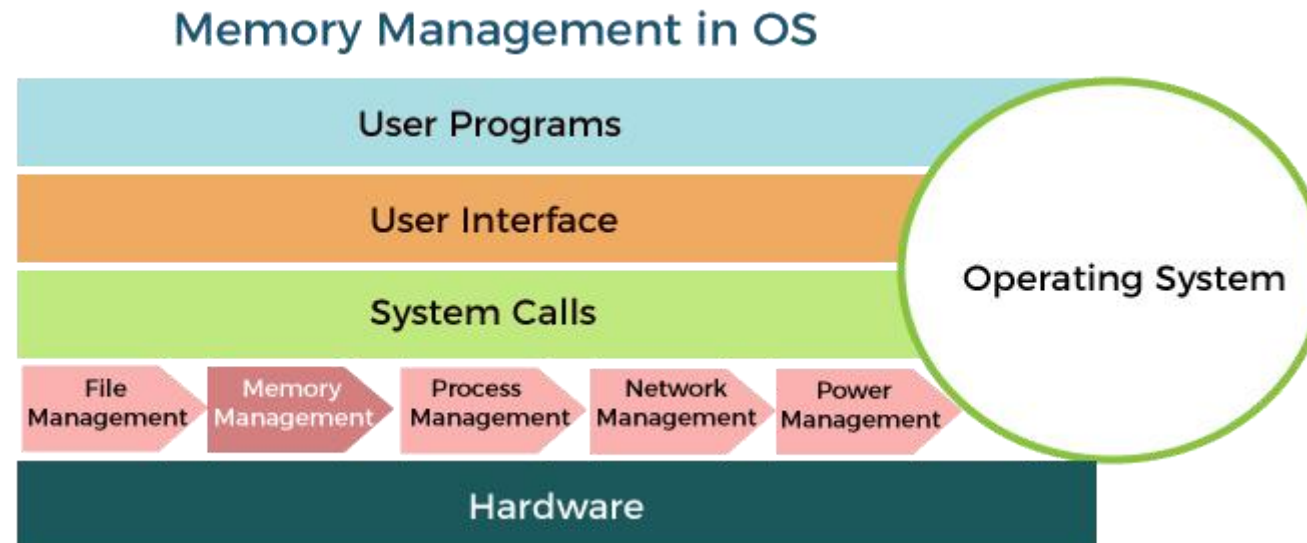 Memory Management in OS
User Programs
User Interface
System Calls
Operating System
File
Management
Memory
Management
Process
Management
Network
Management
Power
Management
Hardware